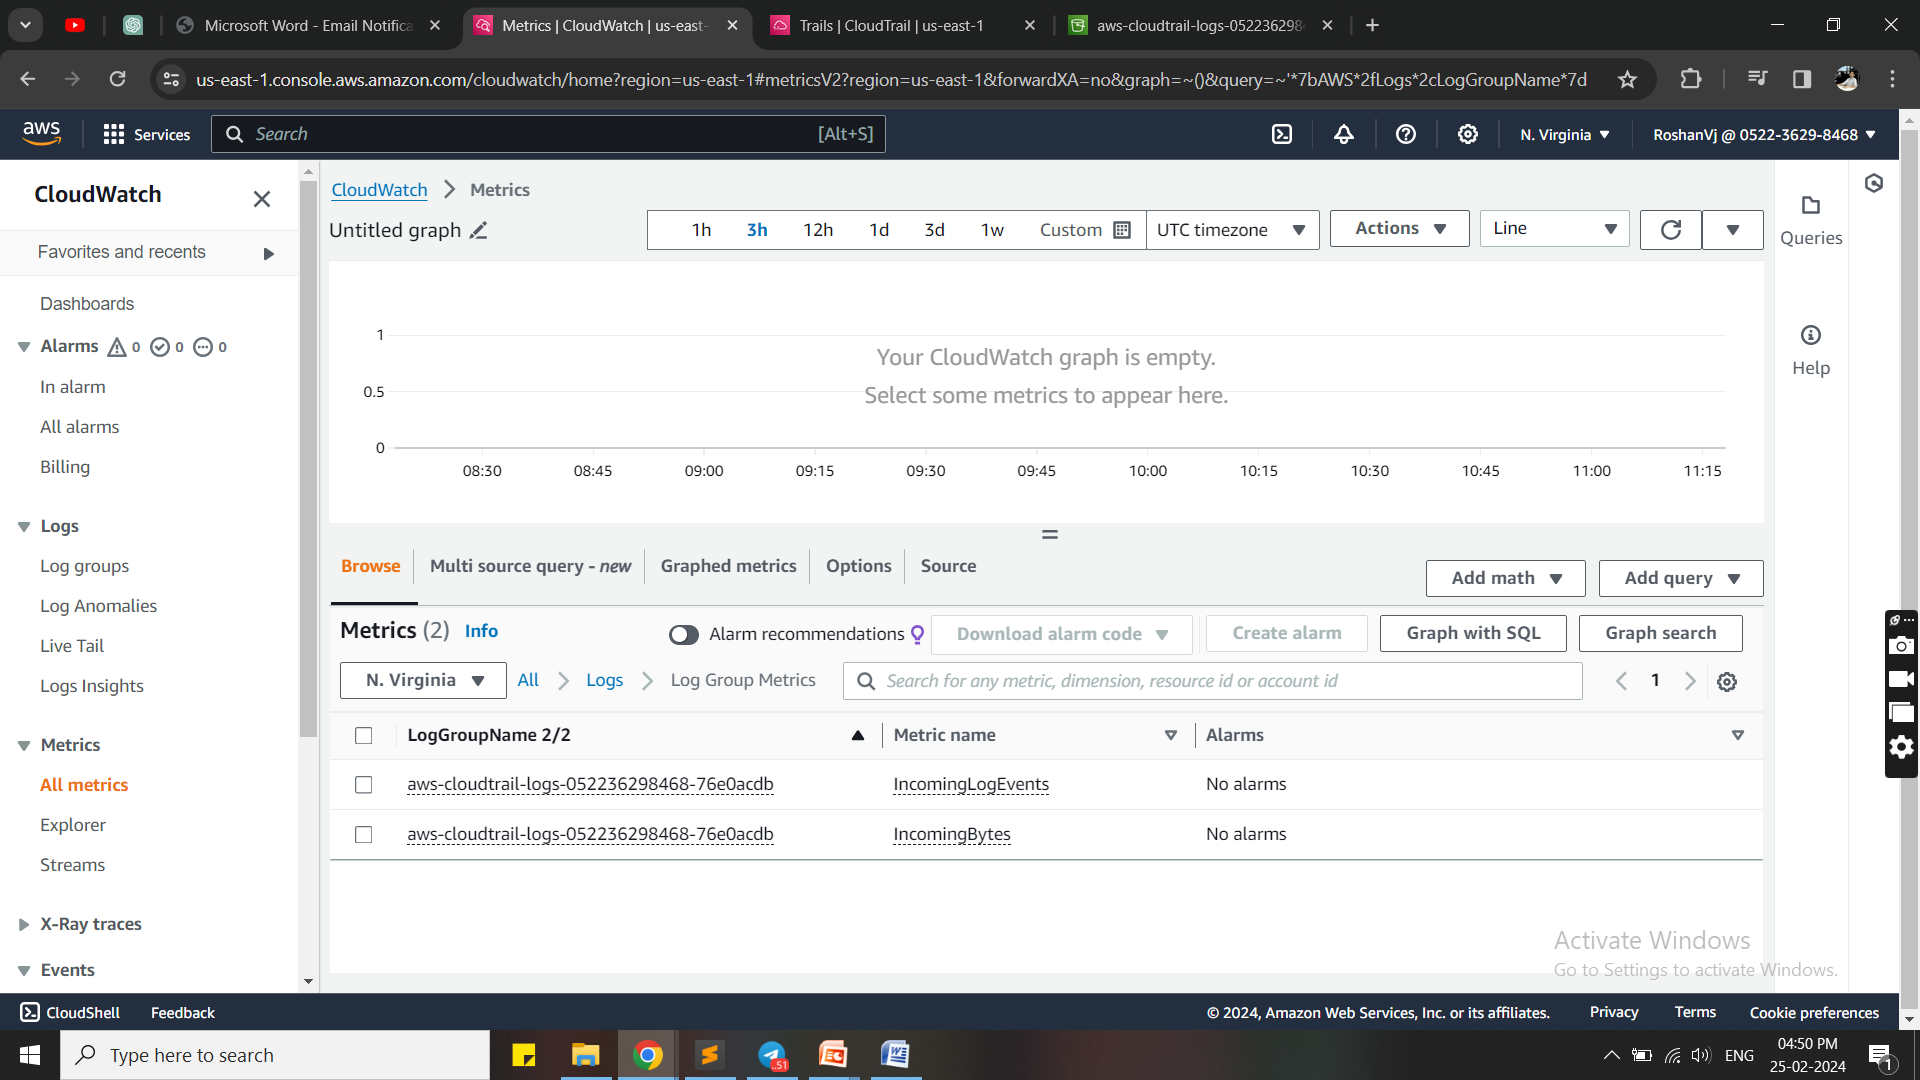 Microsoft Word - Email Notifica
Metrics | CloudWatch | us-east-
Trails | CloudTrail | us-east-1
aws-cloudtrail-logs-052236298
us-east-1.console.aws.amazon.com/cloudwatch/home?region=us-east-1#metricsV2?region=us-east-1&forwardXA=no&graph=~()&query=~'*7bAWS*2fLogs*2cLogGroupName*7d
aws
Services
Search
[Alt+S]
N. Virginia
RoshanVj @ 0522-3629-8468
CloudWatch
Favorites and recents
Dashboards
Alarms 0 0 0
In alarm
All alarms
Billing
Logs
Log groups
Log Anomalies
Live Tail
Logs Insights
Metrics
All metrics
Explorer
Streams
X-Ray traces
Events
CloudWatch > Metrics
Untitled graph
1h 3h 12h 1d 3d 1w Custom
UTC timezone
Actions
Line
Queries
Help
1
0.5
0
Your CloudWatch graph is empty.
Select some metrics to appear here.
08:30 08:45 09:00 09:15 09:30 09:45 10:00 10:15 10:30 10:45 11:00 11:15
Browse
Multi source query - new
Graphed metrics
Options
Source
Add math
Add query
Metrics (2) Info
Alarm recommendations
Download alarm code
Create alarm
Graph with SQL
Graph search
N. Virginia
All > Logs > Log Group Metrics
Search for any metric, dimension, resource id or account id
1
LogGroupName 2/2 Metric name Alarms
aws-cloudtrail-logs-052236298468-76e0acdb IncomingLogEvents No alarms
aws-cloudtrail-logs-052236298468-76e0acdb IncomingBytes No alarms
Activate Windows
Go to Settings to activate Windows.
CloudShell
Feedback
© 2024, Amazon Web Services, Inc. or its affiliates.
Privacy
Terms
Cookie preferences
Type here to search
51
ENG
04:50 PM
25-02-2024
1